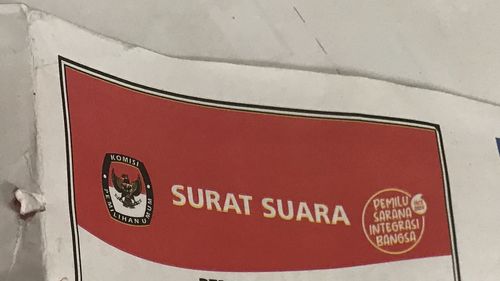 KOMISI
PEMILIHAN UMUM
SURAT SUARA
PEMILU
SARANA
INTEGRASI
BANGSA